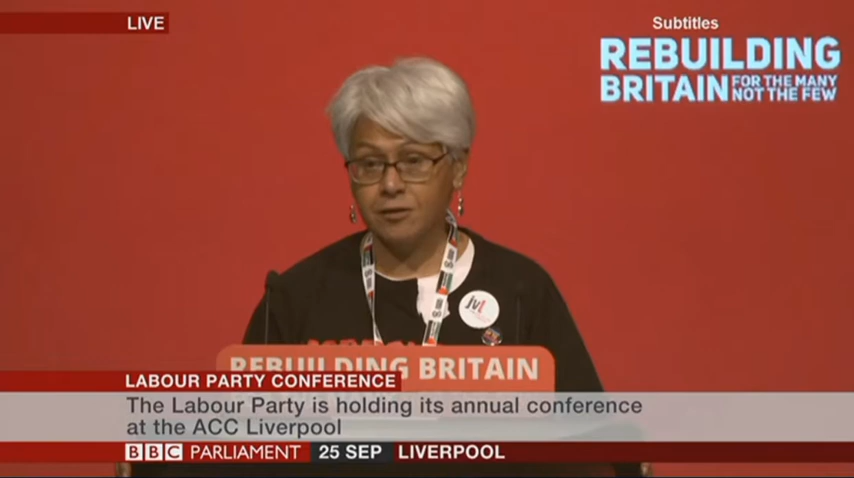 LIVE
Subtitles
REBUILDING
BRITAIN FOR THE MANY
NOT THE FEW
jvl
REBUILDING BRITAIN
LABOUR PARTY CONFERENCE
The Labour Party is holding its annual conference
at the ACC Liverpool
BBC PARLIAMENT 25 SEP LIVERPOOL